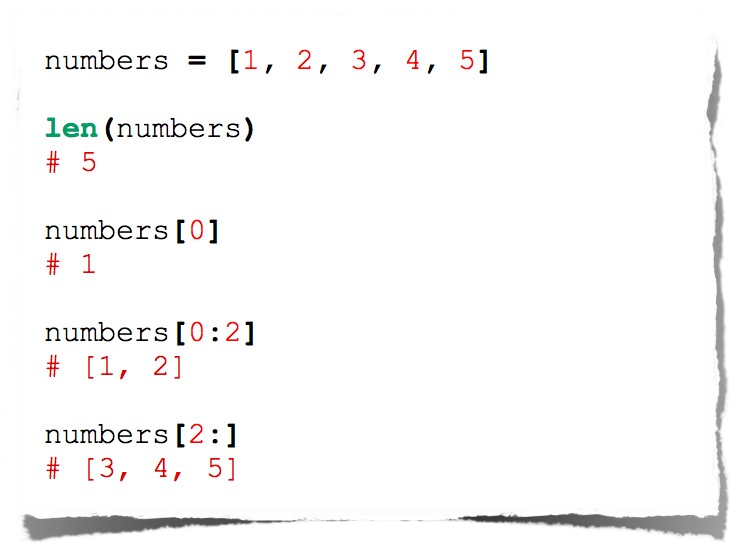 numbers = [1, 2, 3, 4, 5]
len(numbers)
# 5
numbers[0]
# 1
numbers[0:2]
# [1, 2]
numbers[2:]
# [3, 4, 5]